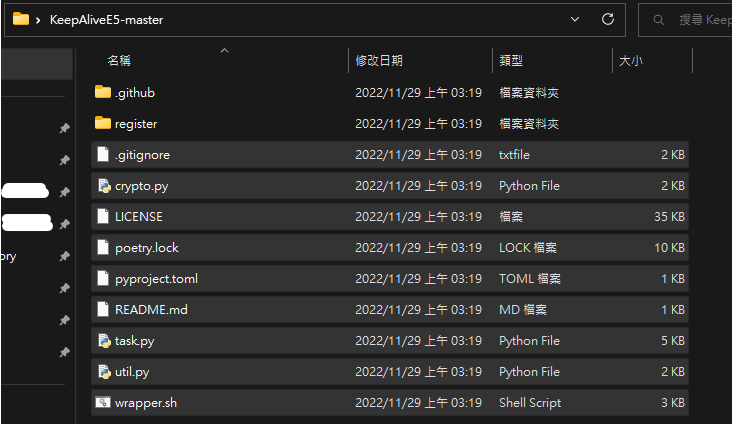 KeepAliveE5-master
搜尋 Keep
名稱 修改日期 類型 大小
.github 2022/11/29 上午 03:19 檔案資料夾
register 2022/11/29 上午 03:19 檔案資料夾
.gitignore 2022/11/29 上午 03:19 txtfile 2 KB
crypto.py 2022/11/29 上午 03:19 Python File 2 KB
LICENSE 2022/11/29 上午 03:19 檔案 35 KB
poetry.lock 2022/11/29 上午 03:19 LOCK 檔案 10 KB
ory pyproject.toml 2022/11/29 上午 03:19 TOML 檔案 1 KB
README.md 2022/11/29 上午 03:19 MD 檔案 1 KB
task.py 2022/11/29 上午 03:19 Python File 5 KB
util.py 2022/11/29 上午 03:19 Python File 2 KB
wrapper.sh 2022/11/29 上午 03:19 Shell Script 3 KB